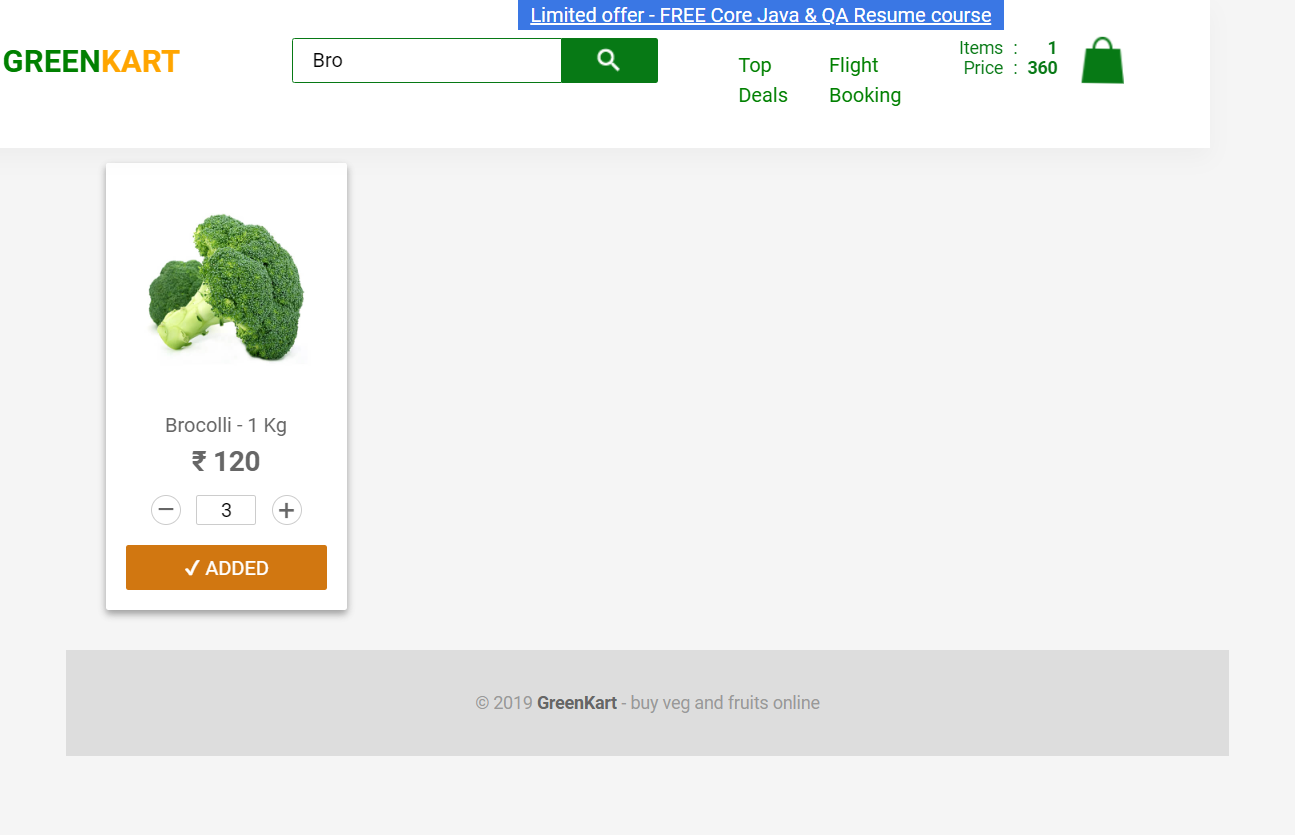 Limited offer - FREE Core Java & QA Resume course
GREENKART
Bro
Top
Deals
Flight
Booking
Items : 1
Price : 360
Brocolli - 1 Kg
₹ 120
− 3 +
✓ ADDED
© 2019 GreenKart - buy veg and fruits online